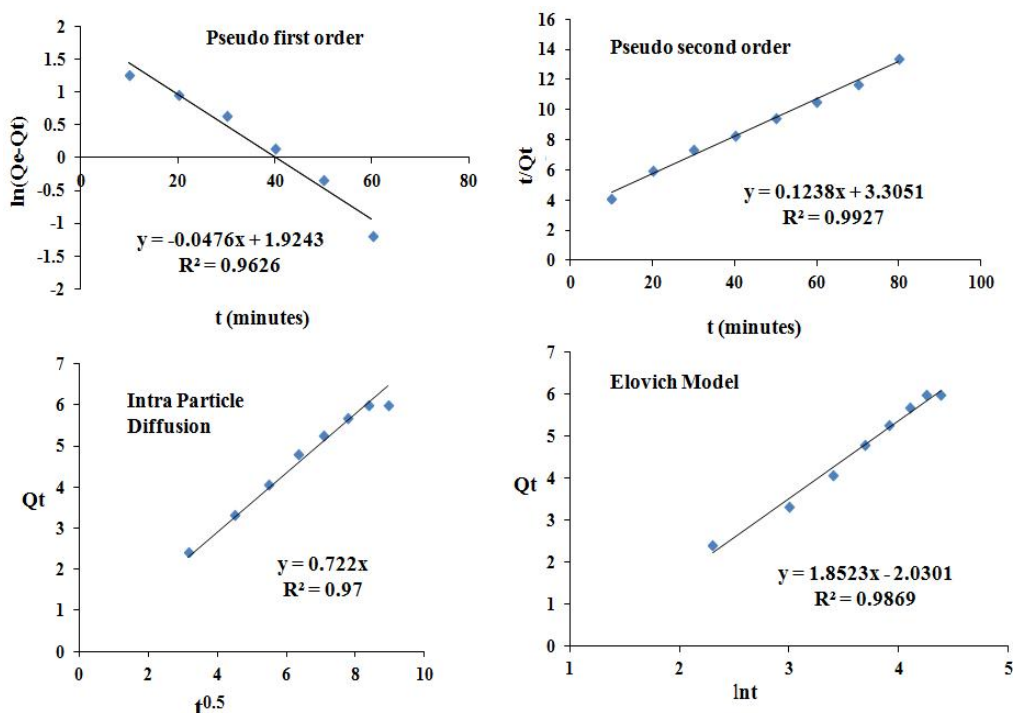 Pseudo first order
2
1.5
1
0.5
0
-0.5
-1
-1.5
-2
0
20
40
60
80
ln(Qe-Qt)
y = -0.0476x + 1.9243
R² = 0.9626
t (minutes)
Pseudo second order
16
14
12
10
8
6
4
2
0
0
20
40
60
80
100
t/Qt
y = 0.1238x + 3.3051
R² = 0.9927
t (minutes)
Intra Particle
Diffusion
7
6
5
4
3
2
1
0
0
2
4
6
8
10
Qt
y = 0.722x
R² = 0.97
t^0.5
Elovich Model
7
6
5
4
3
2
1
0
1
2
3
4
5
Qt
y = 1.8523x - 2.0301
R² = 0.9869
lnt